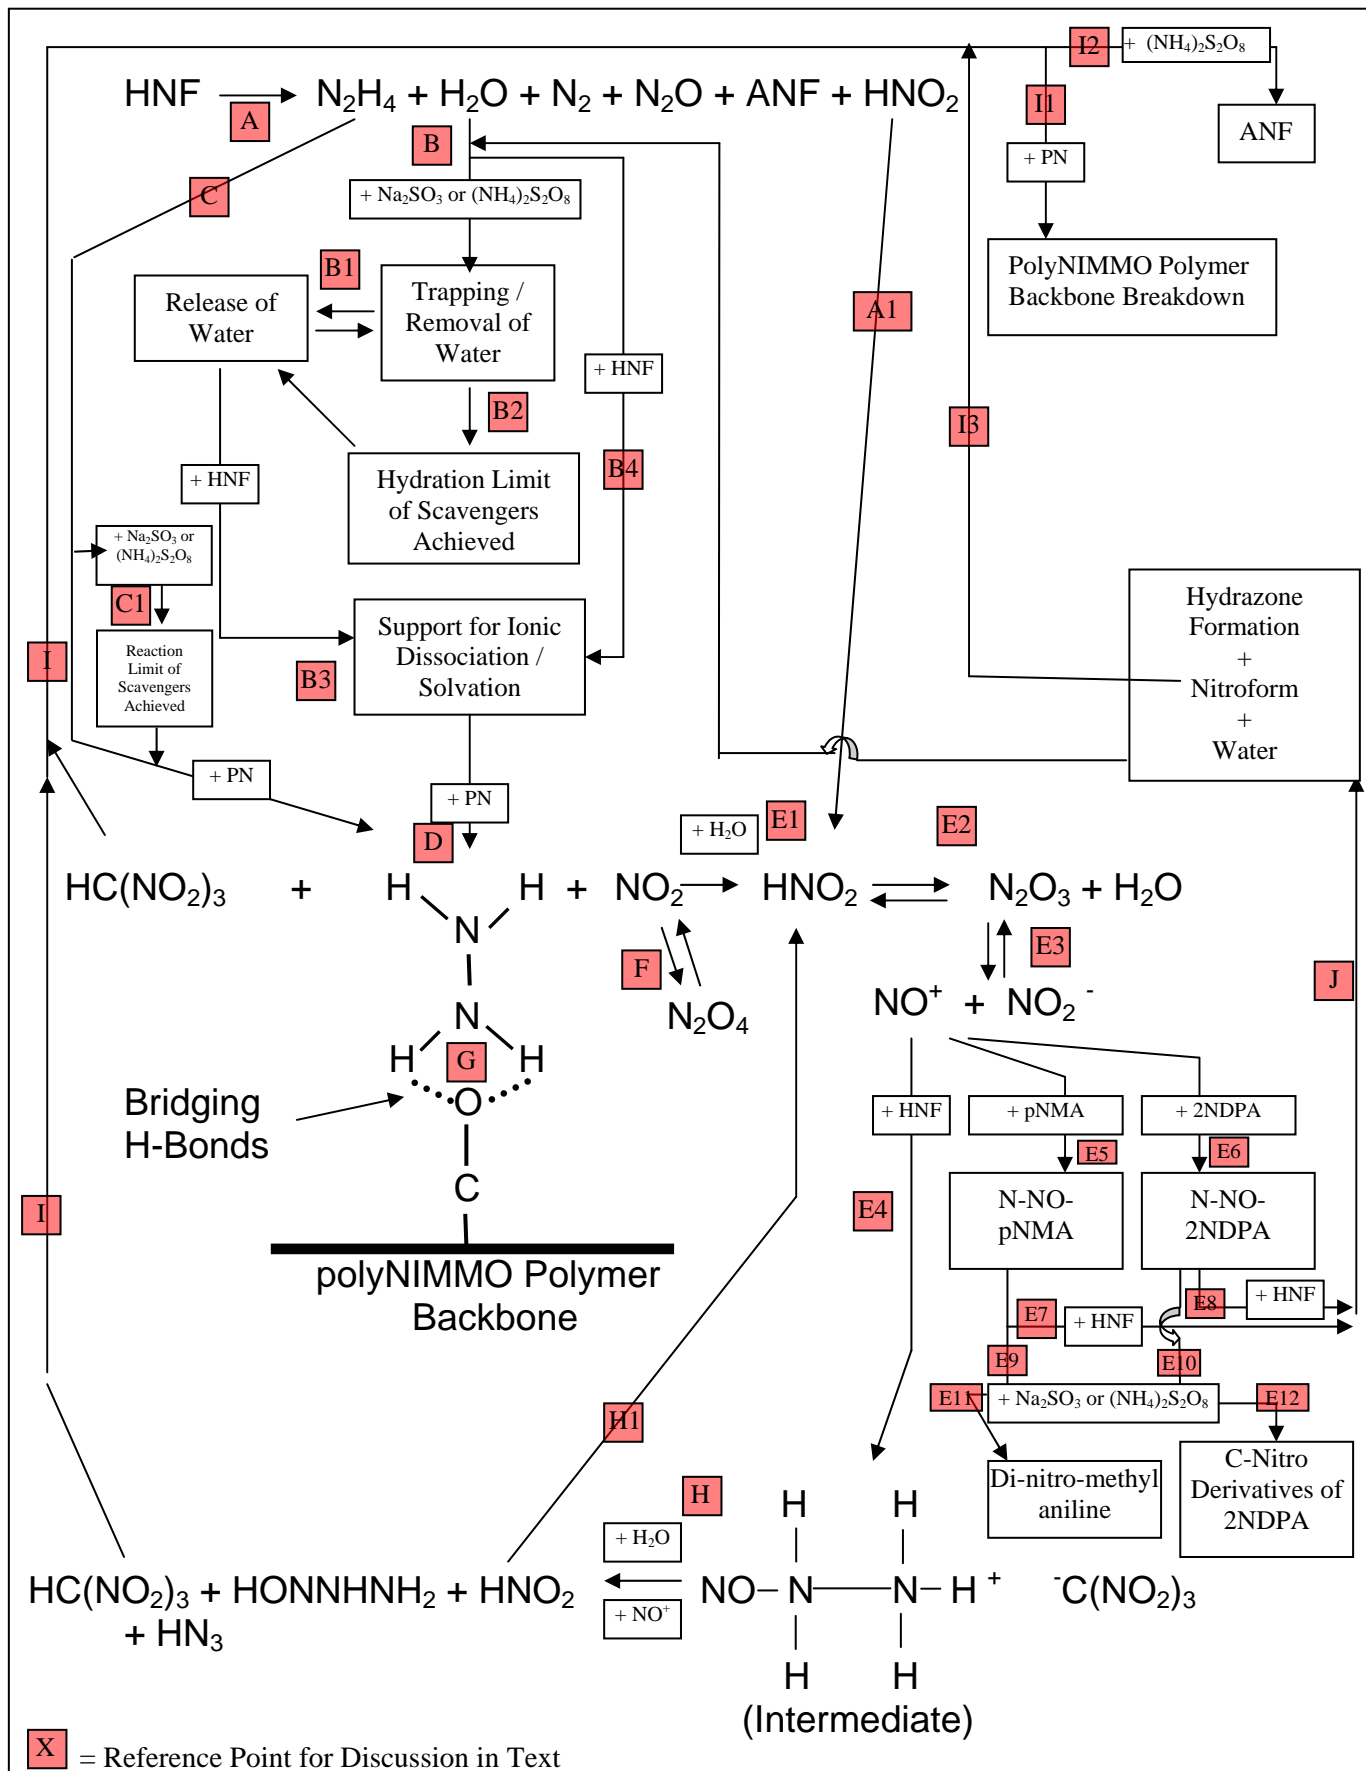 I2
+ (NH₄)₂S₂O₈
HNF → N₂H₄ + H₂O + N₂ + N₂O + ANF + HNO₂
A
B
I1
ANF
+ PN
C
+ Na₂SO₃ or (NH₄)₂S₂O₈
PolyNIMMO Polymer
Backbone Breakdown
B1
Release of
Water
Trapping /
Removal of
Water
A1
+ HNF
B2
I3
+ HNF
Hydration Limit
of Scavengers
Achieved
B4
+ Na₂SO₃ or
(NH₄)₂S₂O₈
C1
Reaction
Limit of
Scavengers
Achieved
I
B3
Support for Ionic
Dissociation /
Solvation
Hydrazone
Formation
+
Nitroform
+
Water
+ PN
+ PN
D
+ H₂O
E1
E2
HC(NO₂)₃ + H H + NO₂ → HNO₂ ⇌ N₂O₃ + H₂O
N
F
E3
J
N
N₂O₄
NO⁺ + NO₂⁻
H G H
O
Bridging
H-Bonds
+ HNF
+ pNMA
+ 2NDPA
E5
E6
C
I
E4
N-NO-
pNMA
N-NO-
2NDPA
polyNIMMO Polymer
Backbone
E7
+ HNF
E8
+ HNF
E9
E10
E11
+ Na₂SO₃ or (NH₄)₂S₂O₈
E12
H1
Di-nitro-methyl
aniline
C-Nitro
Derivatives of
2NDPA
H
H H
+ H₂O
HC(NO₂)₃ + HONNHNH₂ + HNO₂ ← NO–N–N–H ⁺ ⁻C(NO₂)₃
+ HN₃
+ NO⁺
H H
(Intermediate)
X = Reference Point for Discussion in Text